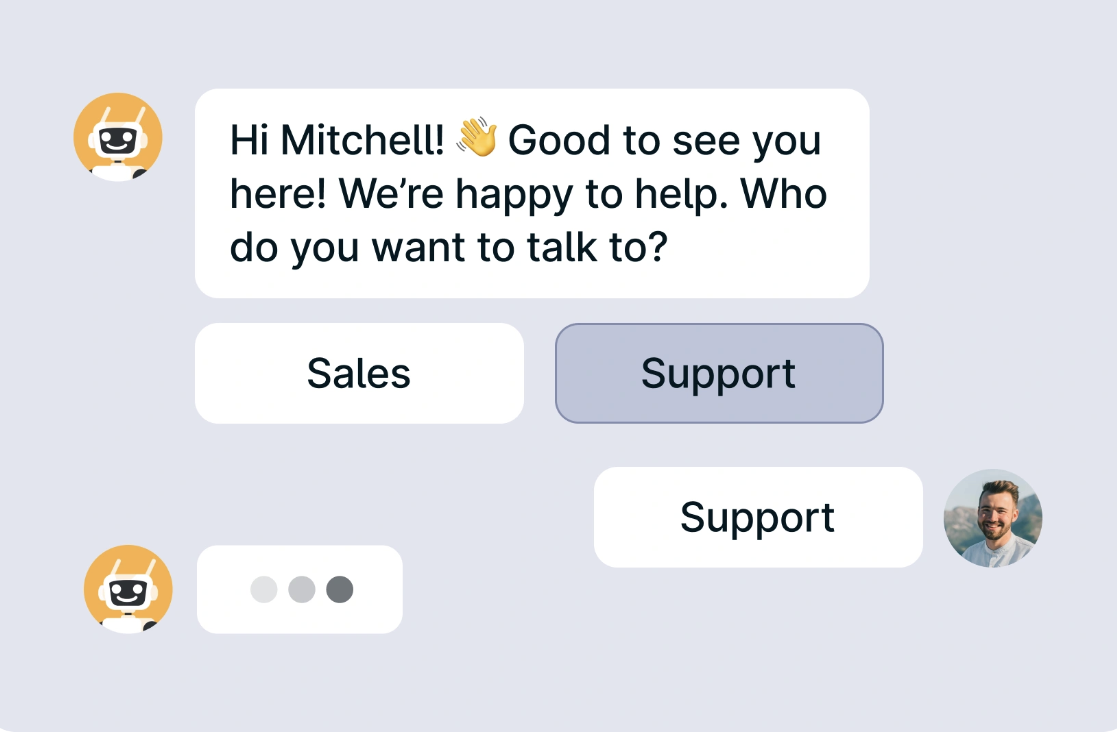 Hi Mitchell! 👋 Good to see you
here! We’re happy to help. Who
do you want to talk to?
Sales
Support
Support